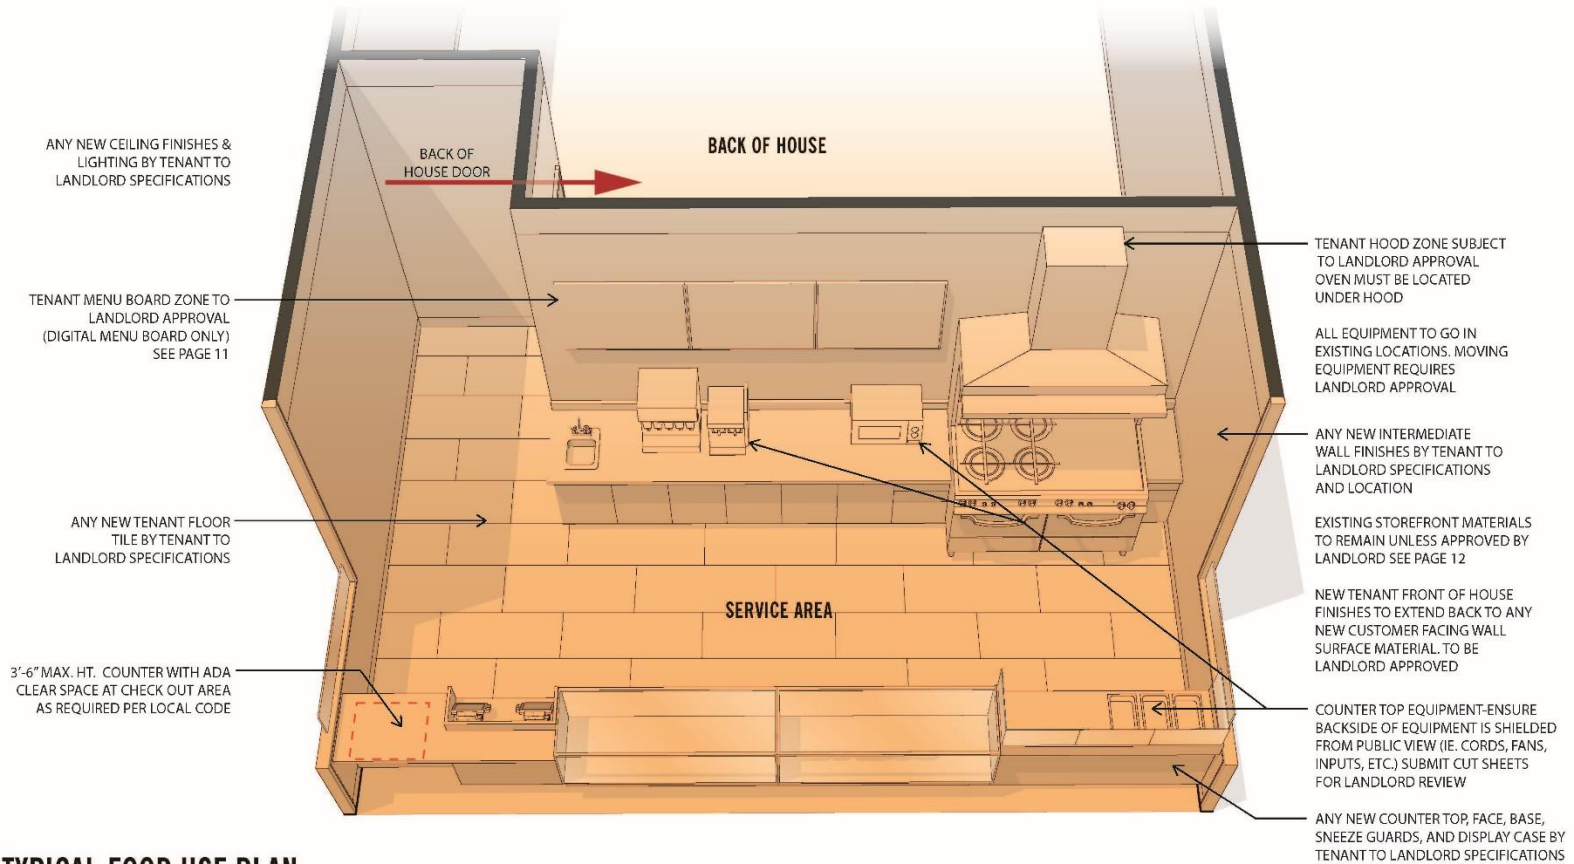 ANY NEW CEILING FINISHES &
LIGHTING BY TENANT TO
LANDLORD SPECIFICATIONS
BACK OF
HOUSE DOOR
BACK OF HOUSE
TENANT MENU BOARD ZONE TO
LANDLORD APPROVAL
(DIGITAL MENU BOARD ONLY)
SEE PAGE 11
ANY NEW TENANT FLOOR
TILE BY TENANT TO
LANDLORD SPECIFICATIONS
3'-6" MAX. HT. COUNTER WITH ADA
CLEAR SPACE AT CHECK OUT AREA
AS REQUIRED PER LOCAL CODE
SERVICE AREA
TENANT HOOD ZONE SUBJECT
TO LANDLORD APPROVAL
OVEN MUST BE LOCATED
UNDER HOOD
ALL EQUIPMENT TO GO IN
EXISTING LOCATIONS. MOVING
EQUIPMENT REQUIRES
LANDLORD APPROVAL
ANY NEW INTERMEDIATE
WALL FINISHES BY TENANT TO
LANDLORD SPECIFICATIONS
AND LOCATION
EXISTING STOREFRONT MATERIALS
TO REMAIN UNLESS APPROVED BY
LANDLORD SEE PAGE 12
NEW TENANT FRONT OF HOUSE
FINISHES TO EXTEND BACK TO ANY
NEW CUSTOMER FACING WALL
SURFACE MATERIAL. TO BE
LANDLORD APPROVED
COUNTER TOP EQUIPMENT-ENSURE
BACKSIDE OF EQUIPMENT IS SHIELDED
FROM PUBLIC VIEW (IE. CORDS, FANS,
INPUTS, ETC.) SUBMIT CUT SHEETS
FOR LANDLORD REVIEW
ANY NEW COUNTER TOP, FACE, BASE,
SNEEZE GUARDS, AND DISPLAY CASE BY
TENANT TO LANDLORD SPECIFICATIONS
TYPICAL FOOD USE PLAN